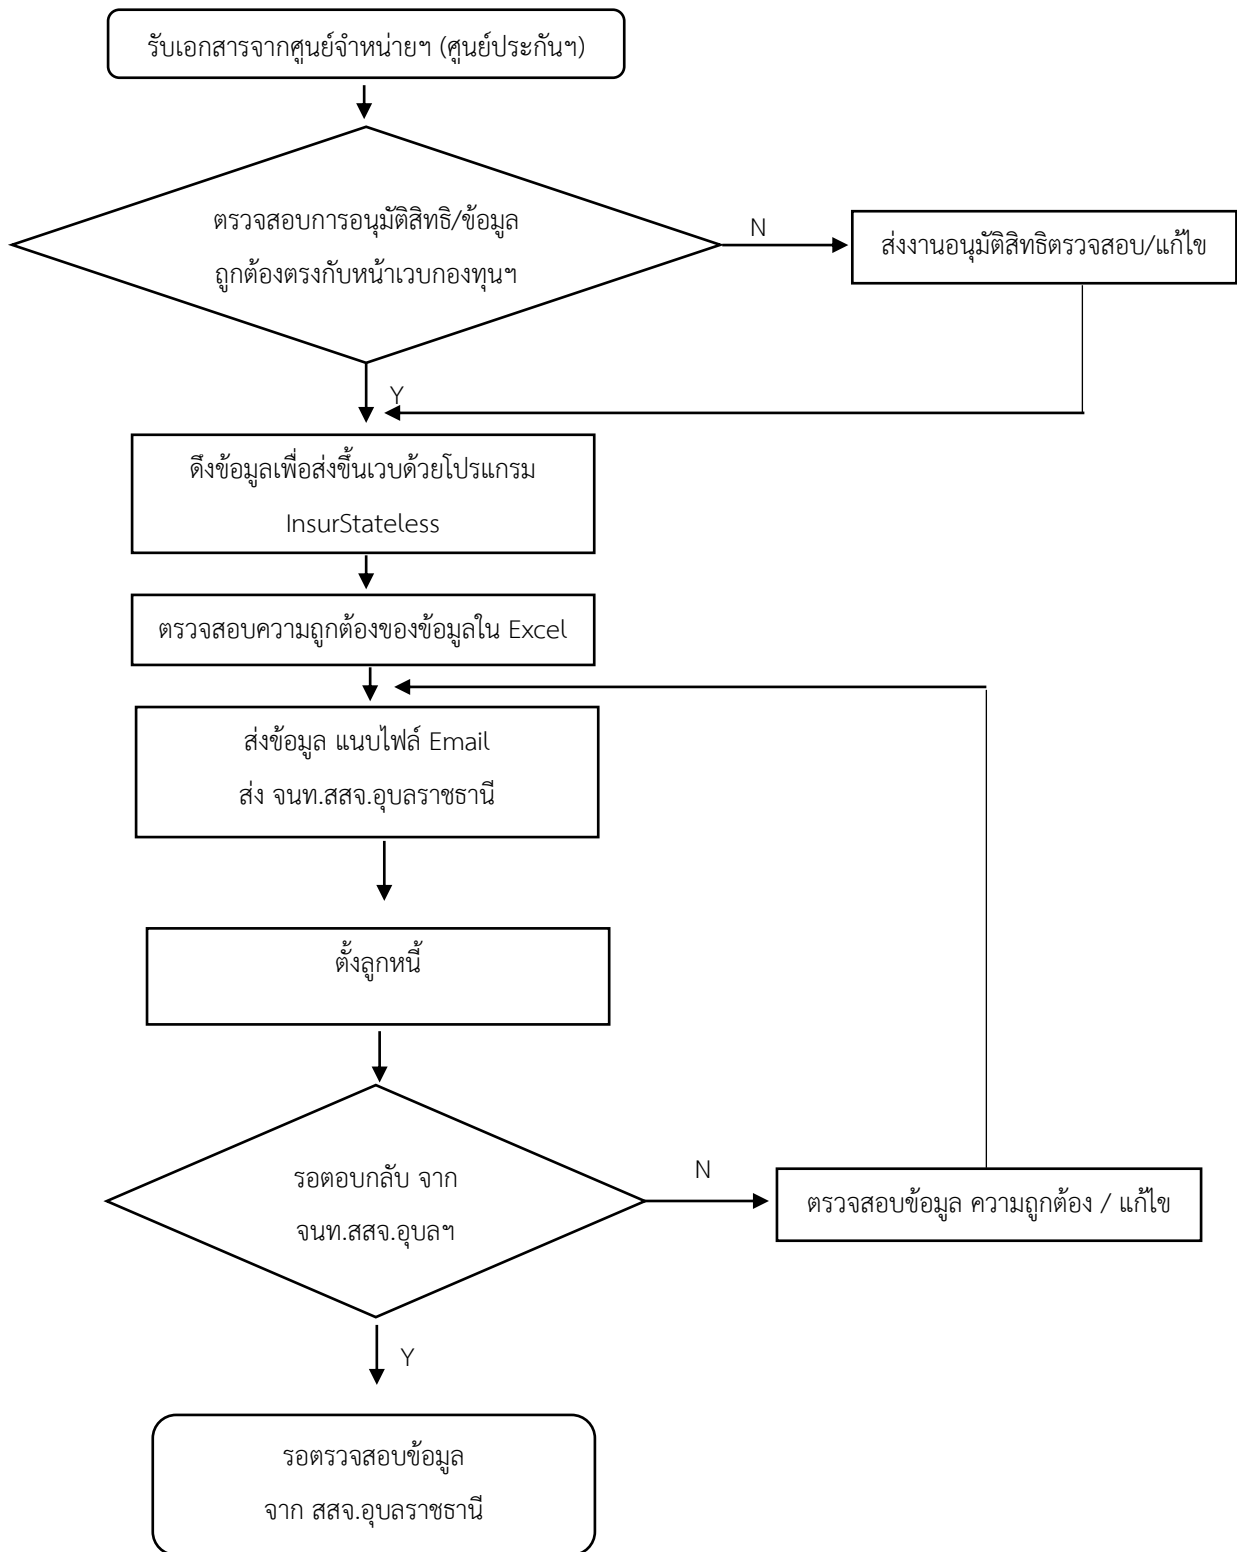 รับเอกสารจากศูนย์จำหน่ายฯ (ศูนย์ประกันฯ)
ตรวจสอบการอนุมัติสิทธิ/ข้อมูล
ถูกต้องตรงกับหน้าเวบกองทุนฯ
N
ส่งงานอนุมัติสิทธิตรวจสอบ/แก้ไข
Y
ดึงข้อมูลเพื่อส่งขึ้นเวบด้วยโปรแกรม
InsurStateless
ตรวจสอบความถูกต้องของข้อมูลใน Excel
ส่งข้อมูล แนบไฟล์ Email
ส่ง จนท.สสจ.อุบลราชธานี
ตั้งลูกหนี้
รอตอบกลับ จาก
จนท.สสจ.อุบลฯ
N
ตรวจสอบข้อมูล ความถูกต้อง / แก้ไข
Y
รอตรวจสอบข้อมูล
จาก สสจ.อุบลราชธานี